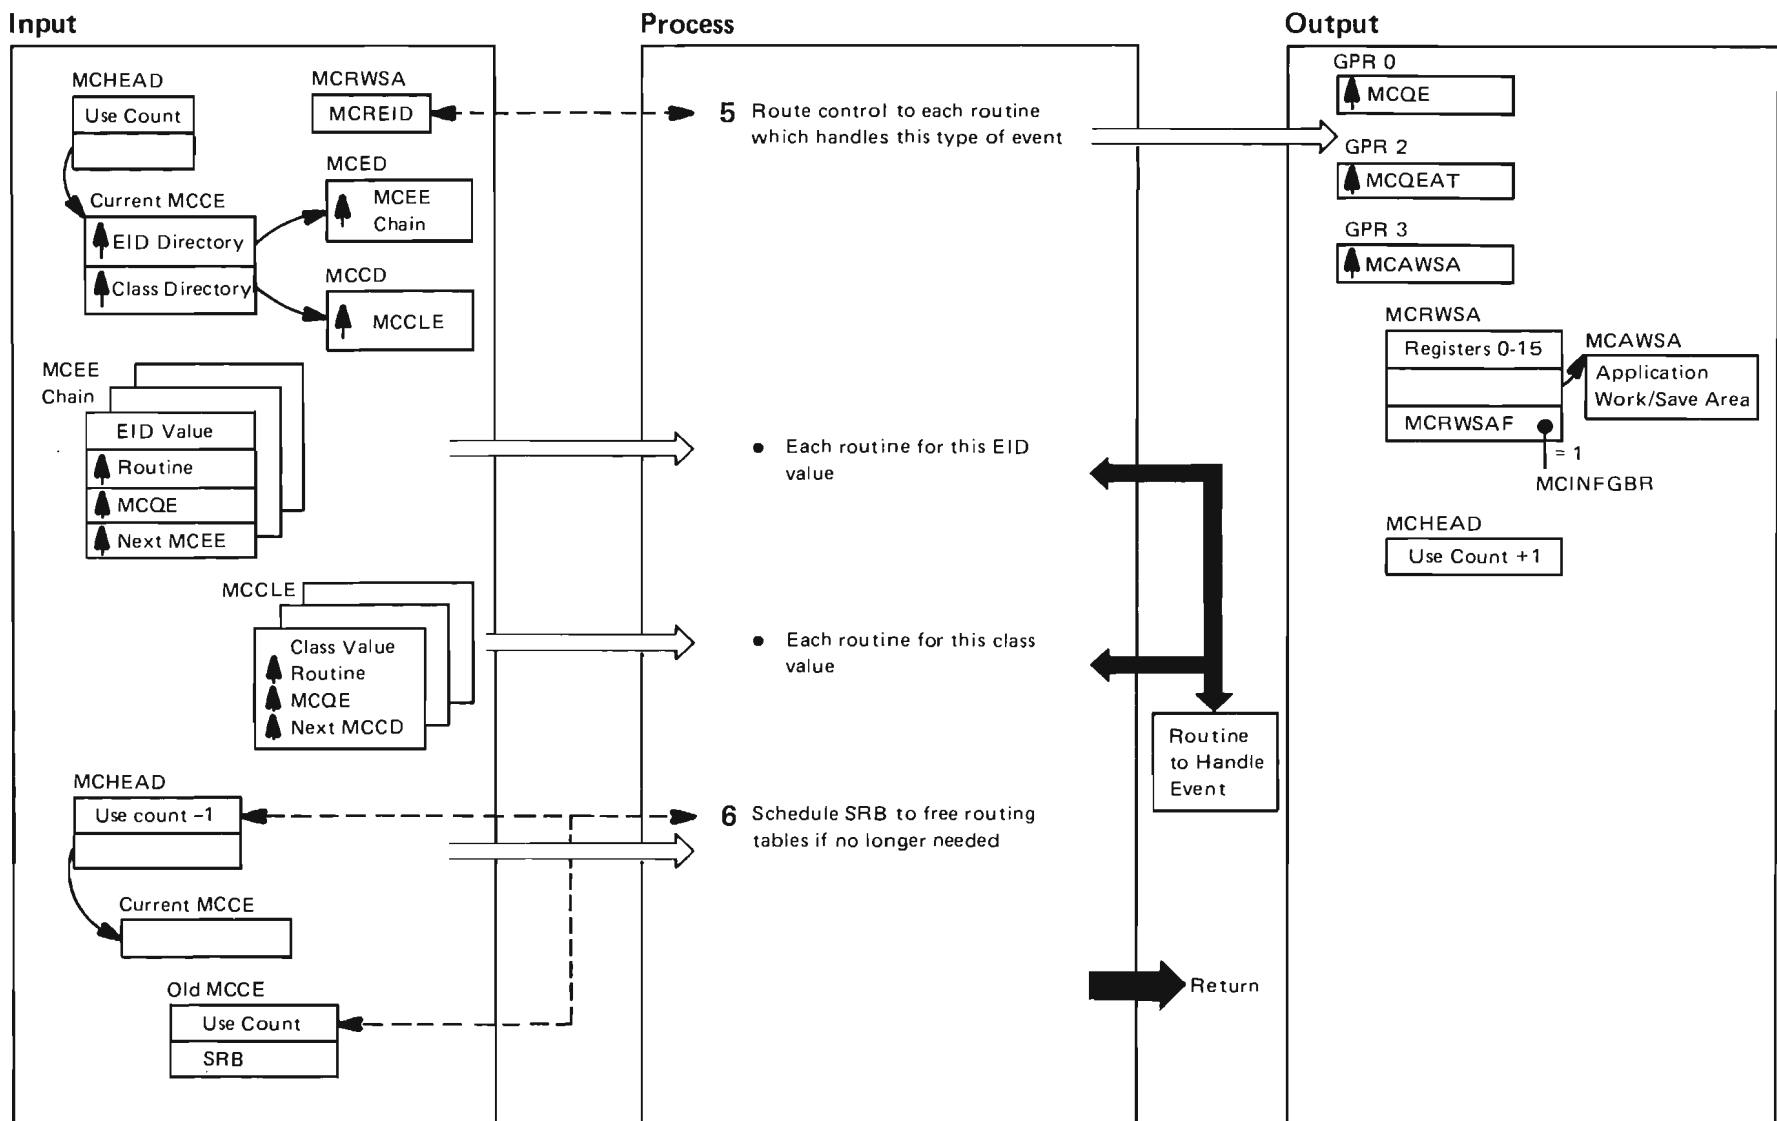 Input
MCHEAD
Use Count
MCRWSA
MCREID
Current MCCE
EID Directory
Class Directory
MCED
MCEE
Chain
MCCD
MCCLE
MCEE
Chain
EID Value
Routine
MCQE
Next MCEE
MCCLE
Class Value
Routine
MCQE
Next MCCD
MCHEAD
Use count –1
Current MCCE
Old MCCE
Use Count
SRB
Process
5 Route control to each routine
which handles this type of event
• Each routine for this EID
value
• Each routine for this class
value
6 Schedule SRB to free routing
tables if no longer needed
Routine
to Handle
Event
Return
Output
GPR 0
MCQE
GPR 2
MCQEAT
GPR 3
MCAWSA
MCRWSA
Registers 0-15
MCRWSAF
MCAWSA
Application
Work/Save Area
= 1
MCINFGBR
MCHEAD
Use Count +1